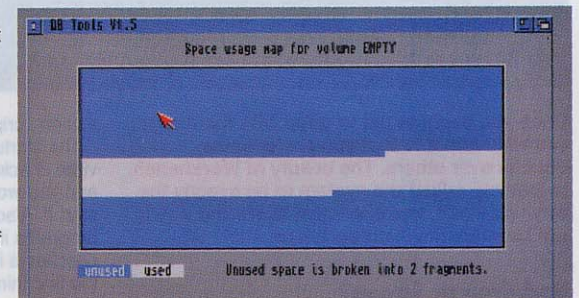 DB Tools V1.5
Space usage map for volume EMPTY
unused used Unused space is broken into 2 fragments.